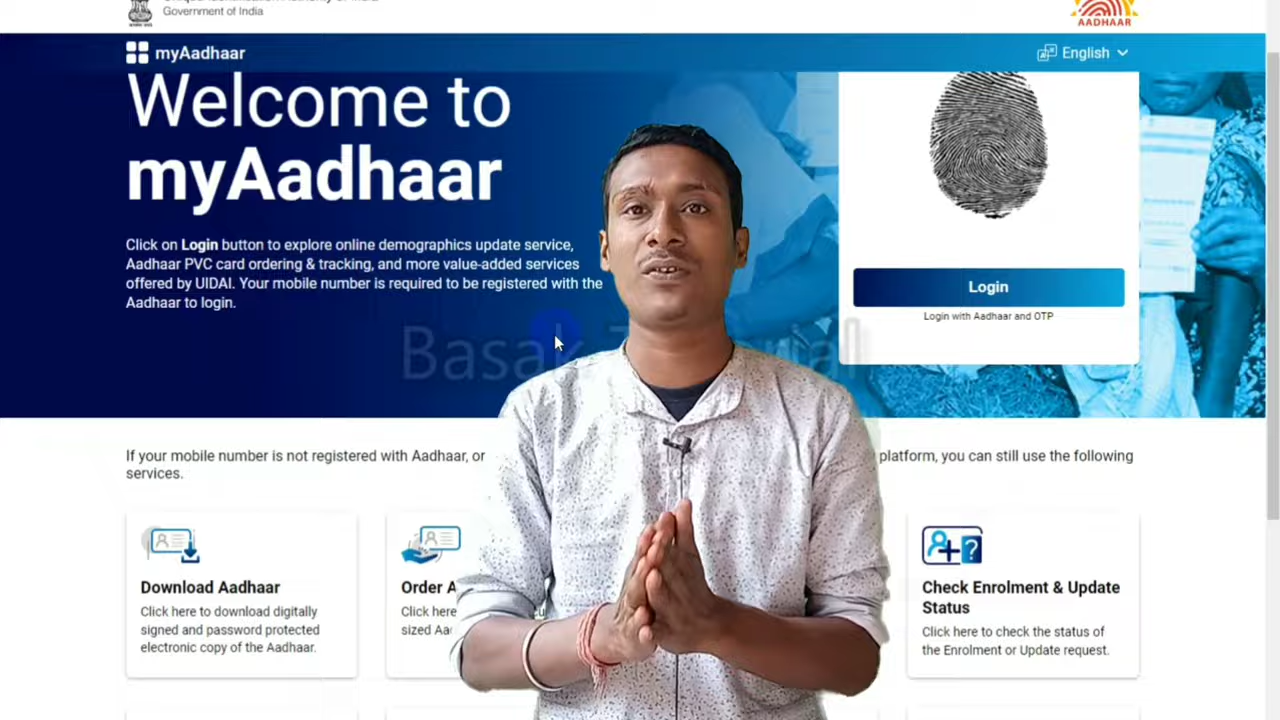 Government of India
AADHAAR
myAadhaar
English
Welcome to
myAadhaar
Click on Login button to explore online demographics update service,
Aadhaar PVC card ordering & tracking, and more value-added services
offered by UIDAI. Your mobile number is required to be registered with the
Aadhaar to login.
Login
Login with Aadhaar and OTP
Basak
If your mobile number is not registered with Aadhaar, or
platform, you can still use the following
services.
Download Aadhaar
Click here to download digitally
signed and password protected
electronic copy of the Aadhaar.
Order
Click here
sized
Check Enrolment & Update
Status
Click here to check the status of
the Enrolment or Update request.